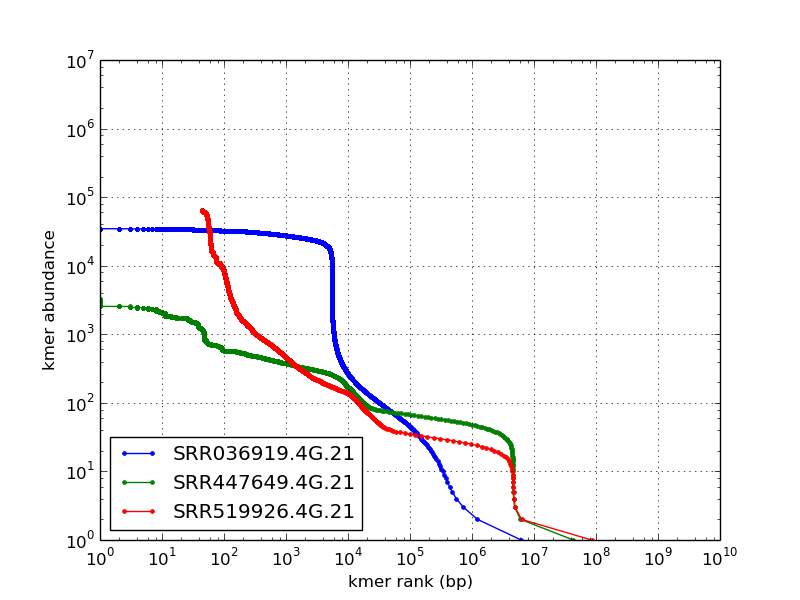 10^7
10^6
10^5
10^4
10^3
10^2
10^1
10^0
kmer abundance
SRR036919.4G.21
SRR447649.4G.21
SRR519926.4G.21
10^0 10^1 10^2 10^3 10^4 10^5 10^6 10^7 10^8 10^9 10^10
kmer rank (bp)